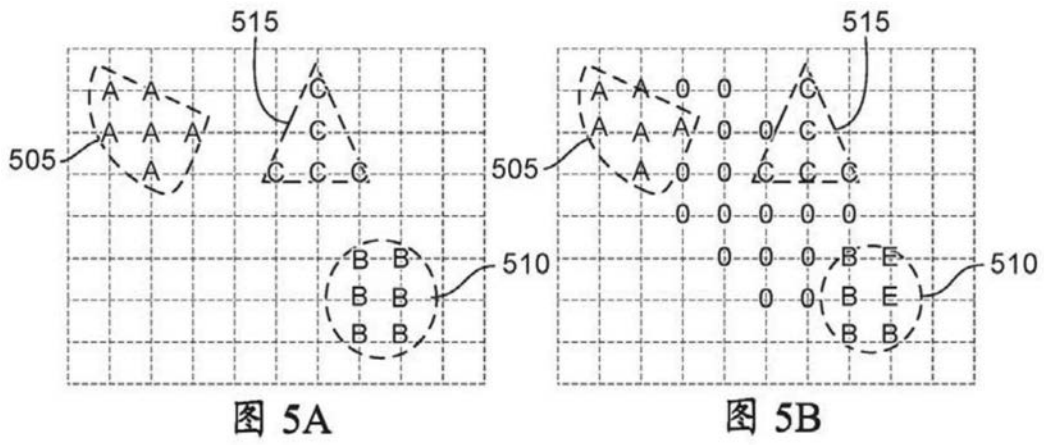 515 515
A A C A A 0 0 C
A A A C A A A 0 0 C
505 A C C C 505 A 0 0 C C C
0 0 0 0 0
B B 510 0 0 0 B E 510
B B 0 0 B E
B B B B
图 5A 图 5B